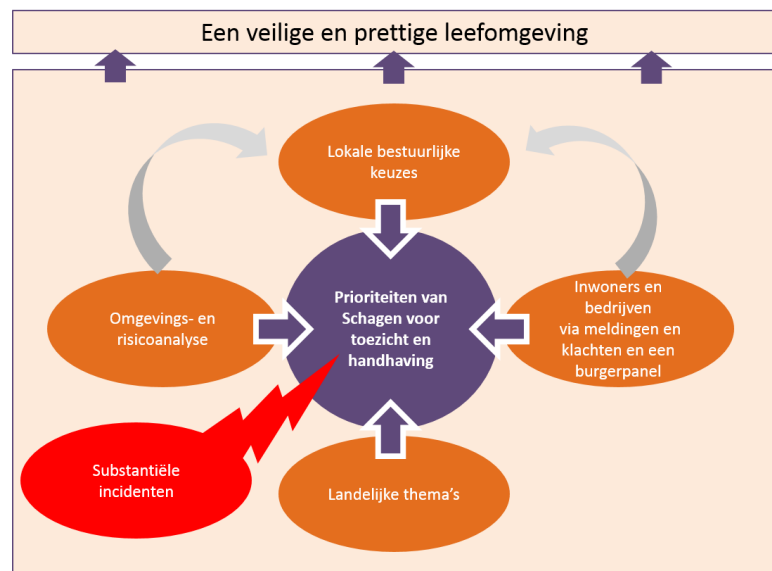 Een veilige en prettige leefomgeving
Lokale bestuurlijke
keuzes
Omgevings- en
risicoanalyse
Prioriteiten van
Schagen voor
toezicht en
handhaving
Inwoners en
bedrijven
via meldingen en
klachten en een
burgerpanel
Substantiële
incidenten
Landelijke thema's